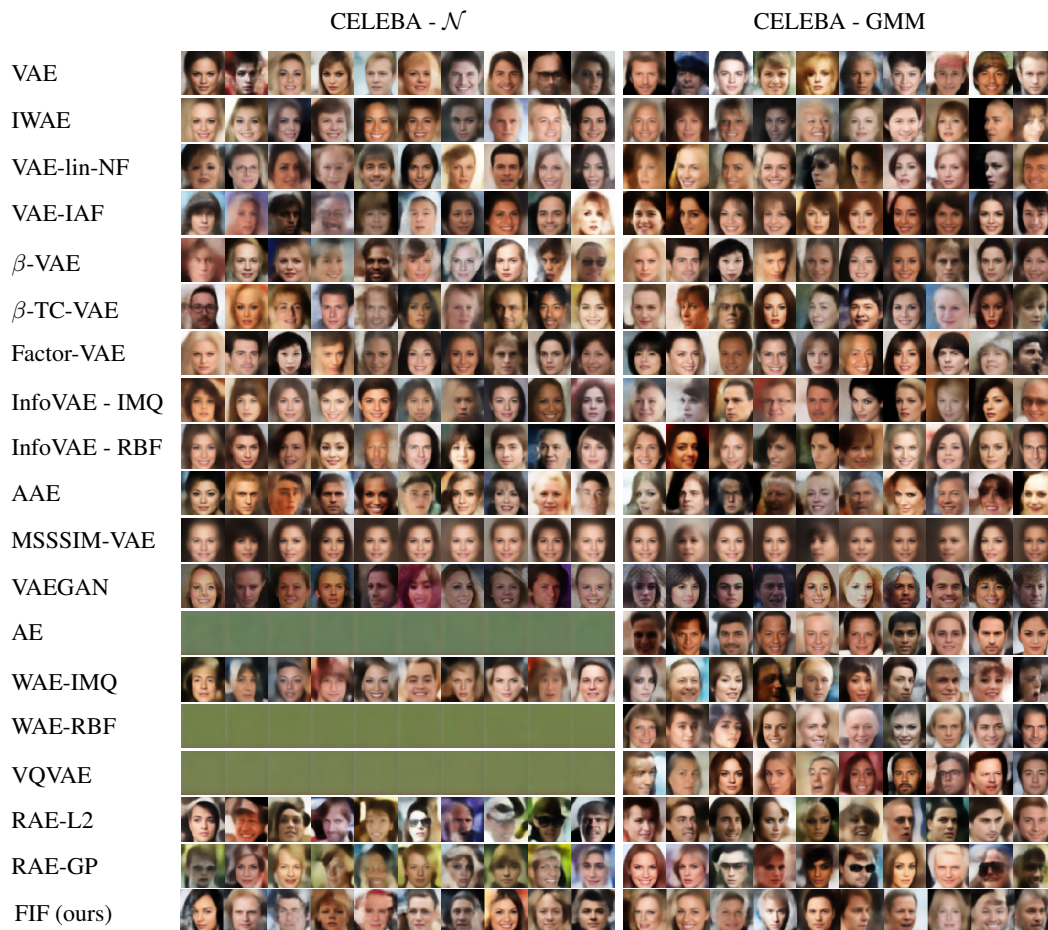 CELEBA - 𝒩 CELEBA - GMM
VAE
IWAE
VAE-lin-NF
VAE-IAF
β-VAE
β-TC-VAE
Factor-VAE
InfoVAE - IMQ
InfoVAE - RBF
AAE
MSSSIM-VAE
VAEGAN
AE
WAE-IMQ
WAE-RBF
VQVAE
RAE-L2
RAE-GP
FIF (ours)